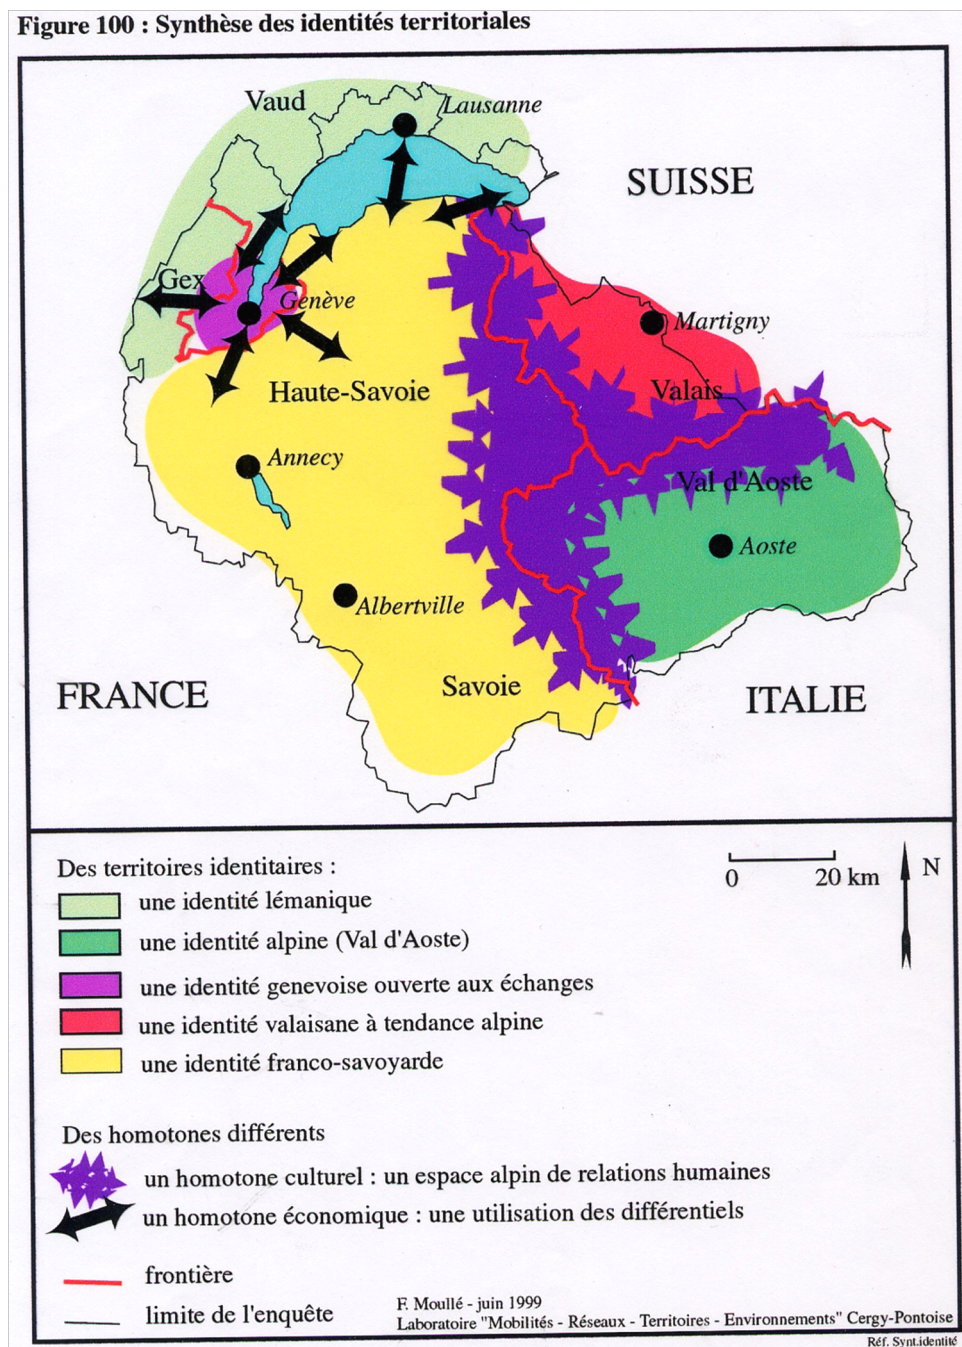 Figure 100 : Synthèse des identités territoriales
Vaud
Lausanne
SUISSE
Gex
Genève
Martigny
Haute-Savoie
Valais
Annecy
Val d'Aoste
Aoste
Albertville
Savoie
FRANCE
ITALIE
Des territoires identitaires :
une identité lémanique
une identité alpine (Val d'Aoste)
une identité genevoise ouverte aux échanges
une identité valaisane à tendance alpine
une identité franco-savoyarde
0 20 km
N
Des homotones différents
un homotone culturel : un espace alpin de relations humaines
un homotone économique : une utilisation des différentiels
frontière
limite de l'enquête
F. Moullé - juin 1999
Laboratoire "Mobilités - Réseaux - Territoires - Environnements" Cergy-Pontoise
Réf. Synt.identité